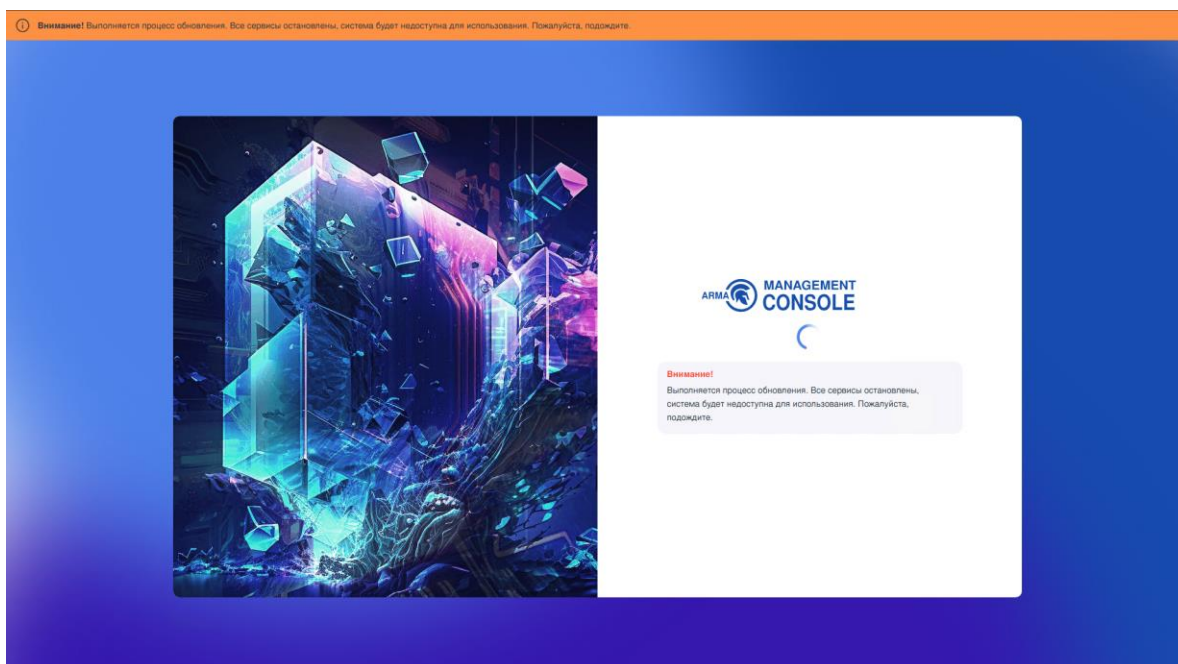 Внимание! Выполняется процесс обновления. Все сервисы остановлены, система будет недоступна для использования. Пожалуйста, подождите.
ARMA
MANAGEMENT
CONSOLE
Внимание!
Выполняется процесс обновления. Все сервисы остановлены,
система будет недоступна для использования. Пожалуйста,
подождите.